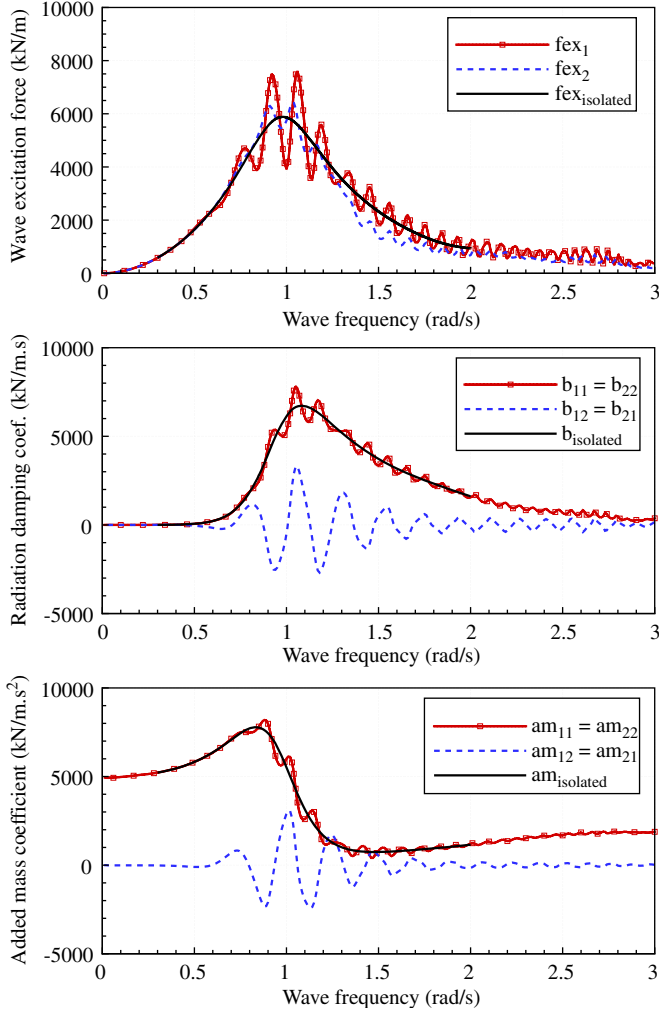 Wave excitation force (kN/m)
10000
8000
6000
4000
2000
0
fex1
fex2
fexisolated
0 0.5 1 1.5 2 2.5 3
Wave frequency (rad/s)
Radiation damping coef. (kN/m.s)
10000
5000
0
-5000
b11 = b22
b12 = b21
bisolated
0 0.5 1 1.5 2 2.5 3
Wave frequency (rad/s)
Added mass coefficient (kN/m.s²)
10000
5000
0
-5000
am11 = am22
am12 = am21
amisolated
0 0.5 1 1.5 2 2.5 3
Wave frequency (rad/s)